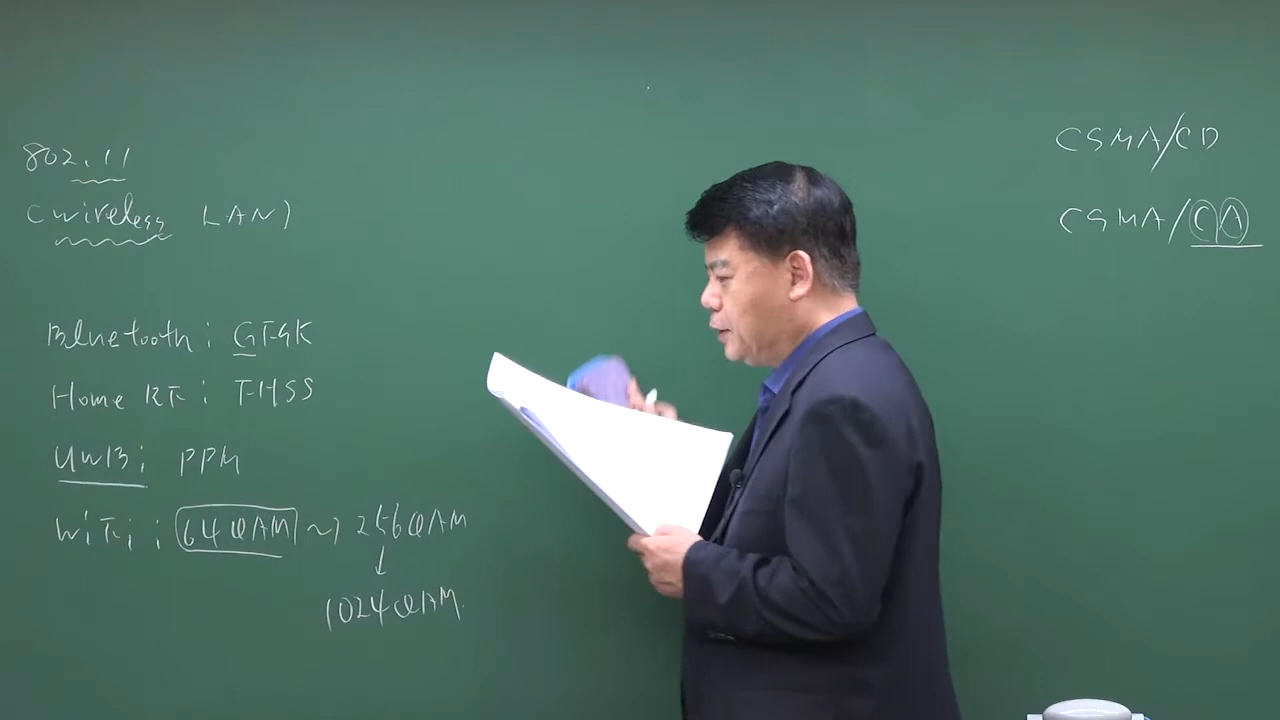 802.11
(wireless LAN)
Bluetooth : GFSK
Home RF : FHSS
UWB : PPM
WiFi : 64QAM ~) 256QAM
↓
1024QAM.
CSMA/CD
CSMA/CA